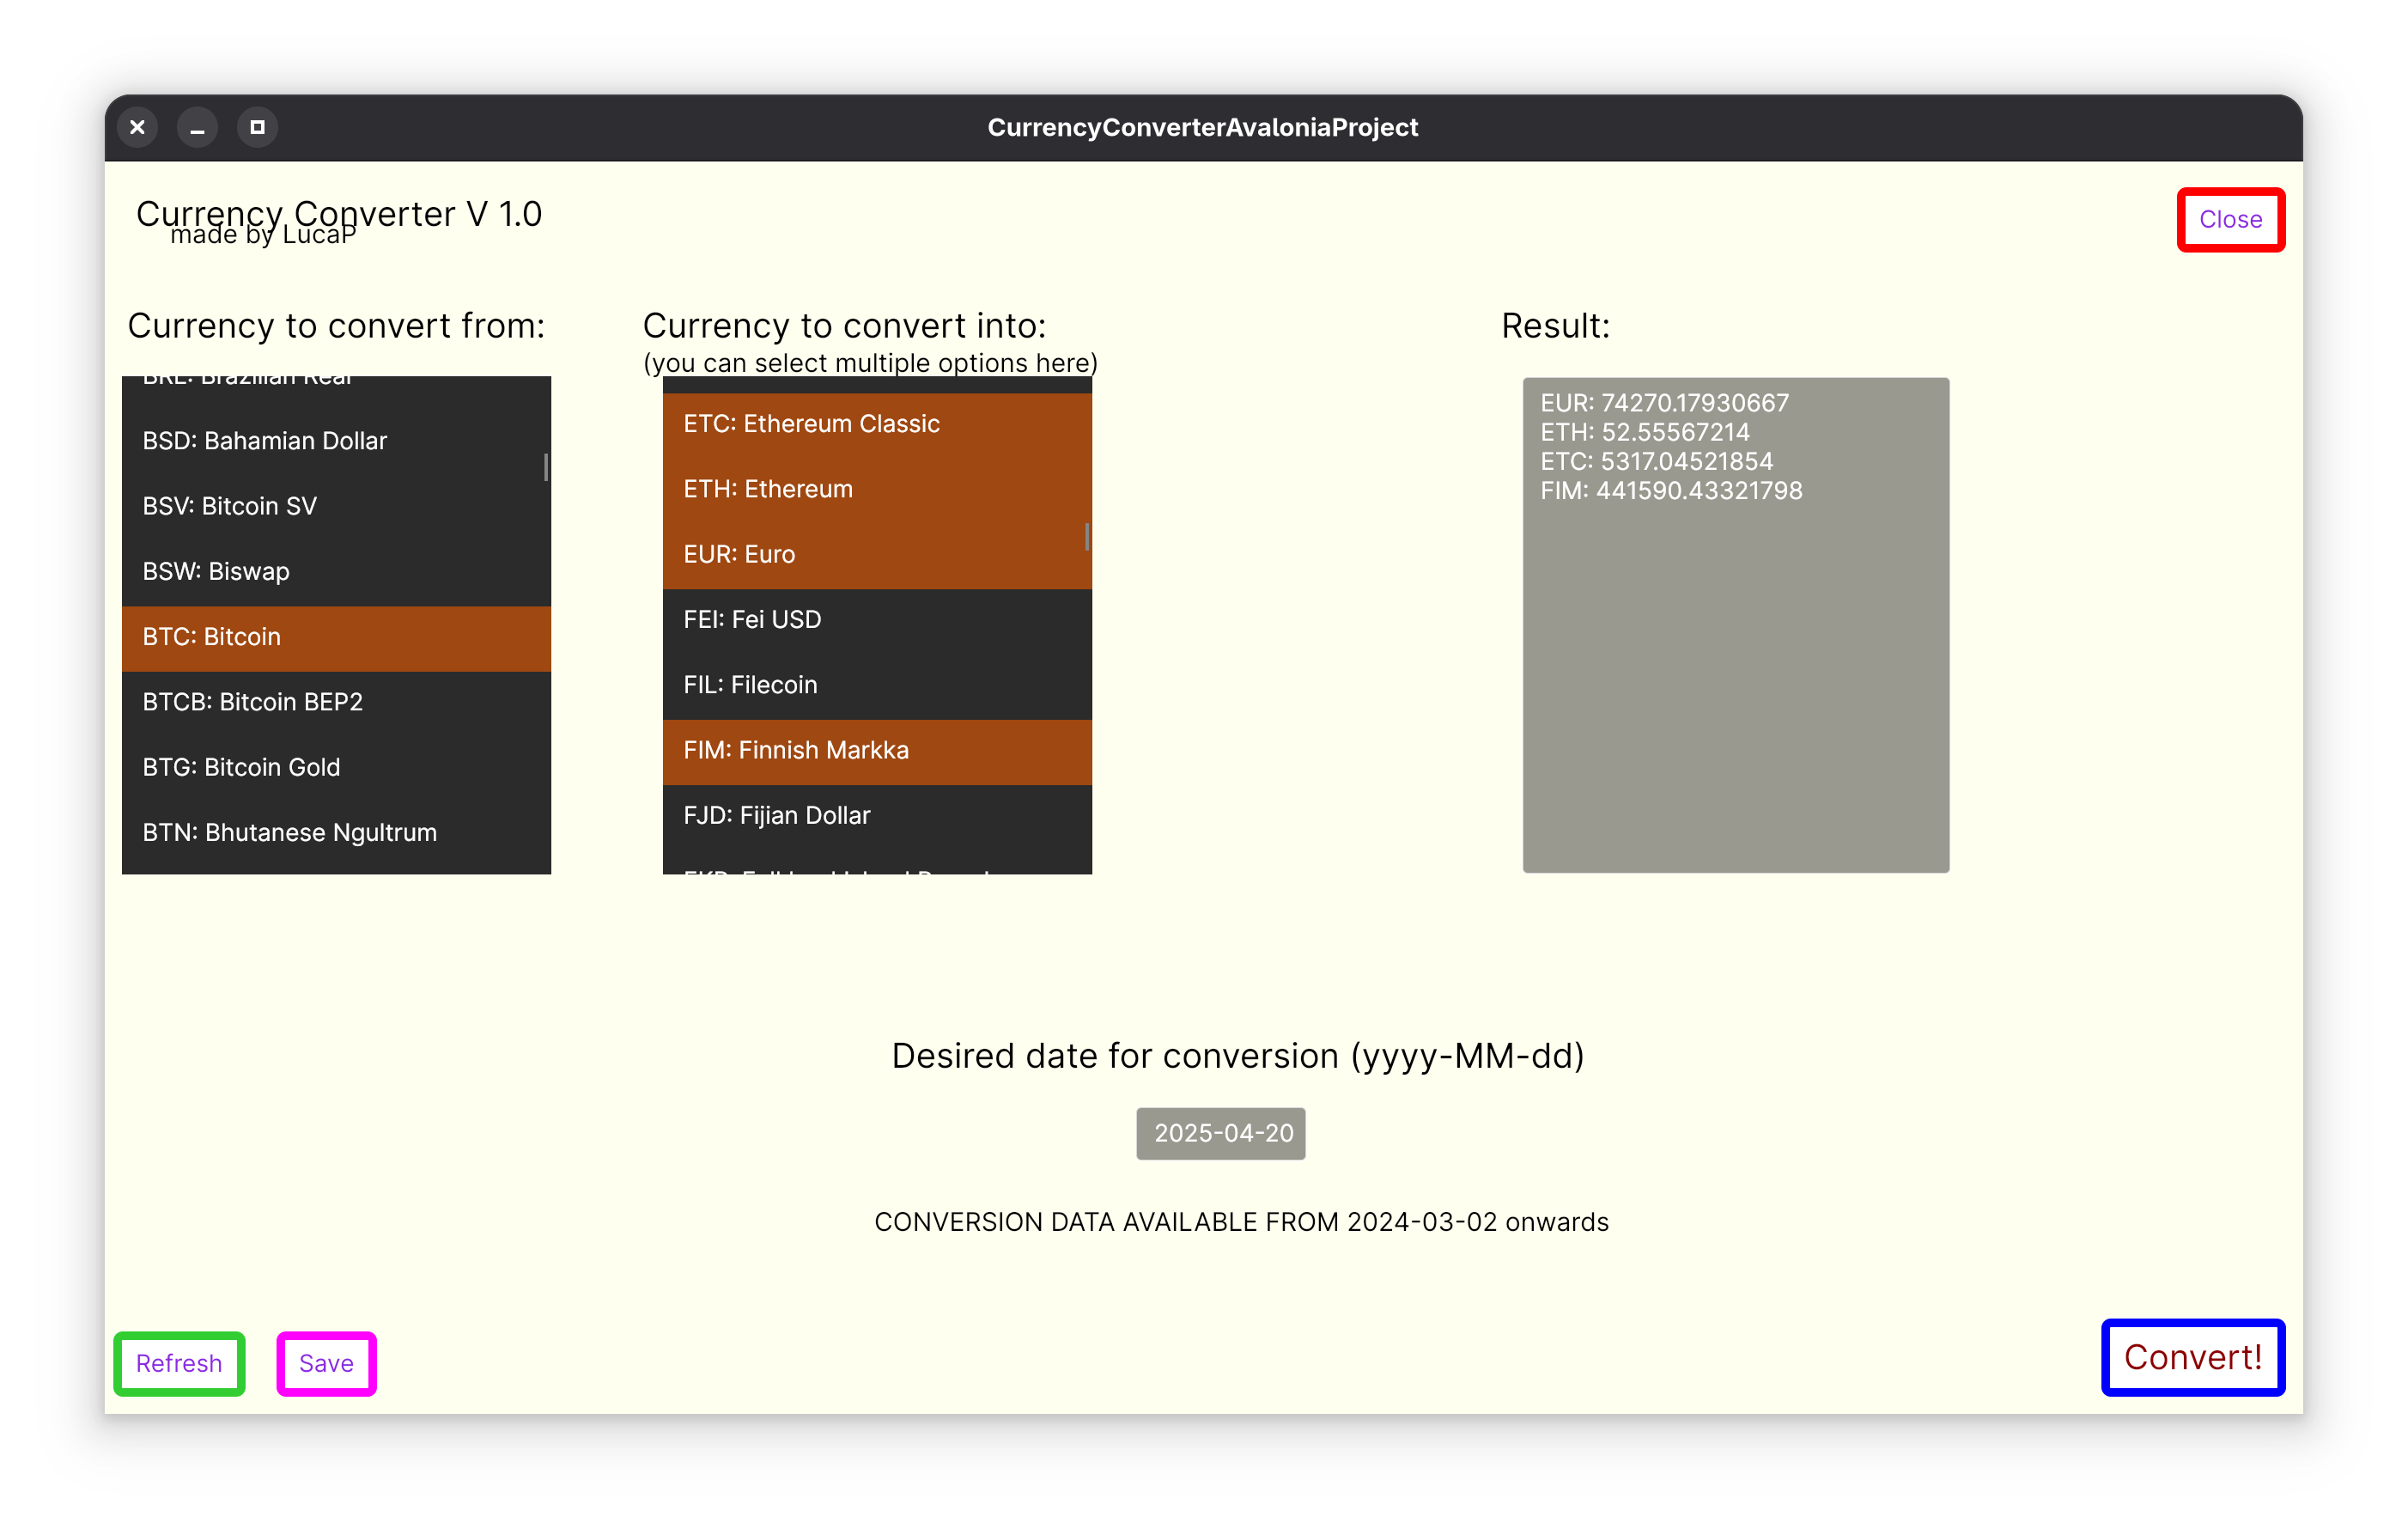 CurrencyConverterAvaloniaProject
Currency Converter V 1.0
made by LucaP
Close
Currency to convert from:
BRL: Brazilian Real
BSD: Bahamian Dollar
BSV: Bitcoin SV
BSW: Biswap
BTC: Bitcoin
BTCB: Bitcoin BEP2
BTG: Bitcoin Gold
BTN: Bhutanese Ngultrum
Currency to convert into:
(you can select multiple options here)
ETC: Ethereum Classic
ETH: Ethereum
EUR: Euro
FEI: Fei USD
FIL: Filecoin
FIM: Finnish Markka
FJD: Fijian Dollar
Result:
EUR: 74270.17930667
ETH: 52.55567214
ETC: 5317.04521854
FIM: 441590.43321798
Desired date for conversion (yyyy-MM-dd)
2025-04-20
CONVERSION DATA AVAILABLE FROM 2024-03-02 onwards
Refresh
Save
Convert!